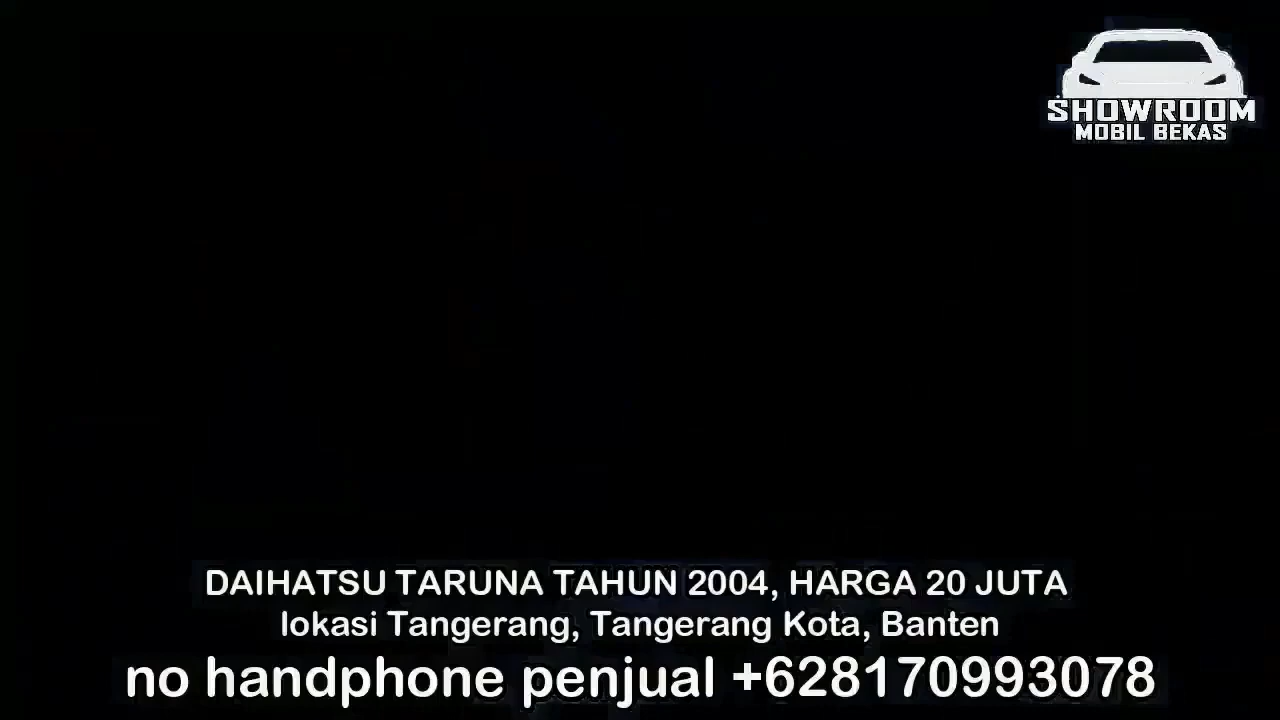 SHOWROOM
MOBIL BEKAS
DAIHATSU TARUNA TAHUN 2004, HARGA 20 JUTA
lokasi Tangerang, Tangerang Kota, Banten
no handphone penjual +628170993078